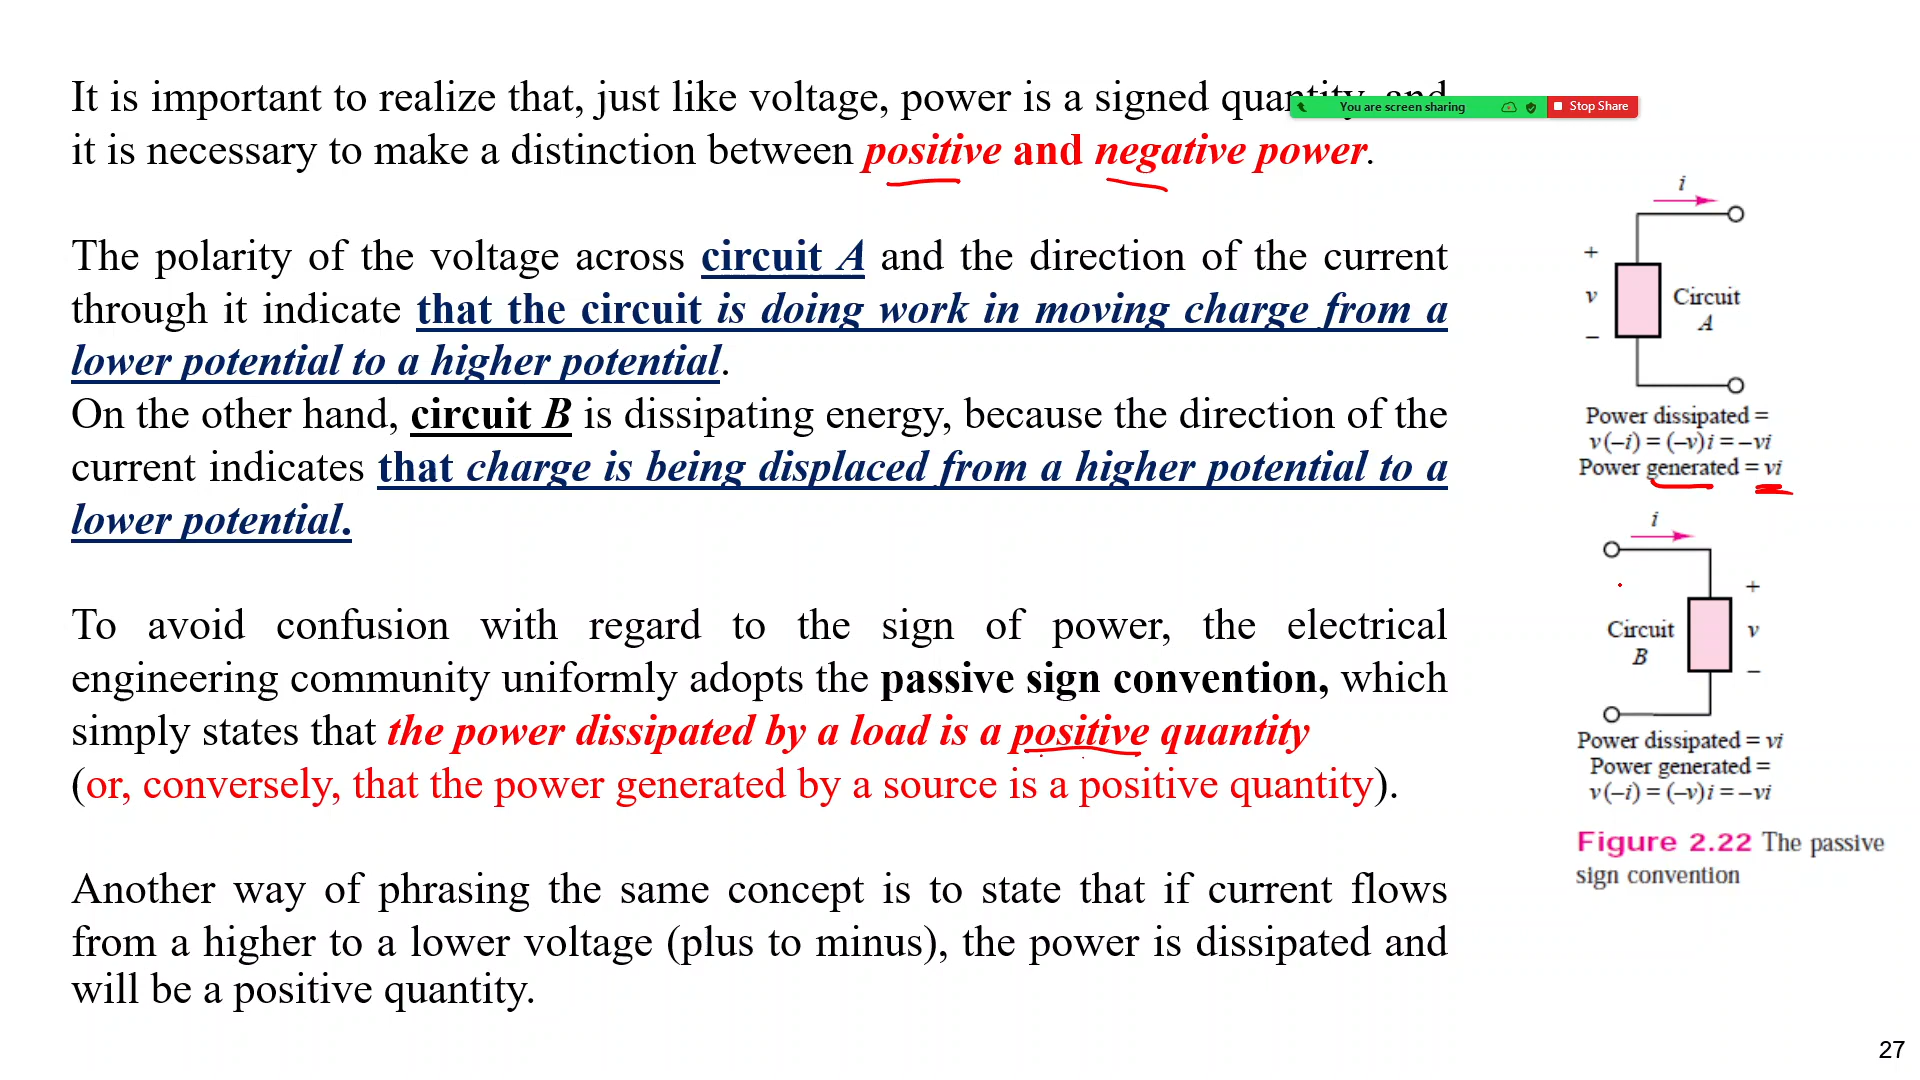 It is important to realize that, just like voltage, power is a signed quantity, and
it is necessary to make a distinction between positive and negative power.
The polarity of the voltage across circuit A and the direction of the current
through it indicate that the circuit is doing work in moving charge from a
lower potential to a higher potential.
On the other hand, circuit B is dissipating energy, because the direction of the
current indicates that charge is being displaced from a higher potential to a
lower potential.
To avoid confusion with regard to the sign of power, the electrical
engineering community uniformly adopts the passive sign convention, which
simply states that the power dissipated by a load is a positive quantity
(or, conversely, that the power generated by a source is a positive quantity).
Another way of phrasing the same concept is to state that if current flows
from a higher to a lower voltage (plus to minus), the power is dissipated and
will be a positive quantity.
You are screen sharing
Stop Share
i
+
v
–
Circuit
A
Power dissipated =
v(–i) = (–v)i = –vi
Power generated = vi
i
+
v
–
Circuit
B
Power dissipated = vi
Power generated =
v(–i) = (–v)i = –vi
Figure 2.22 The passive
sign convention
27